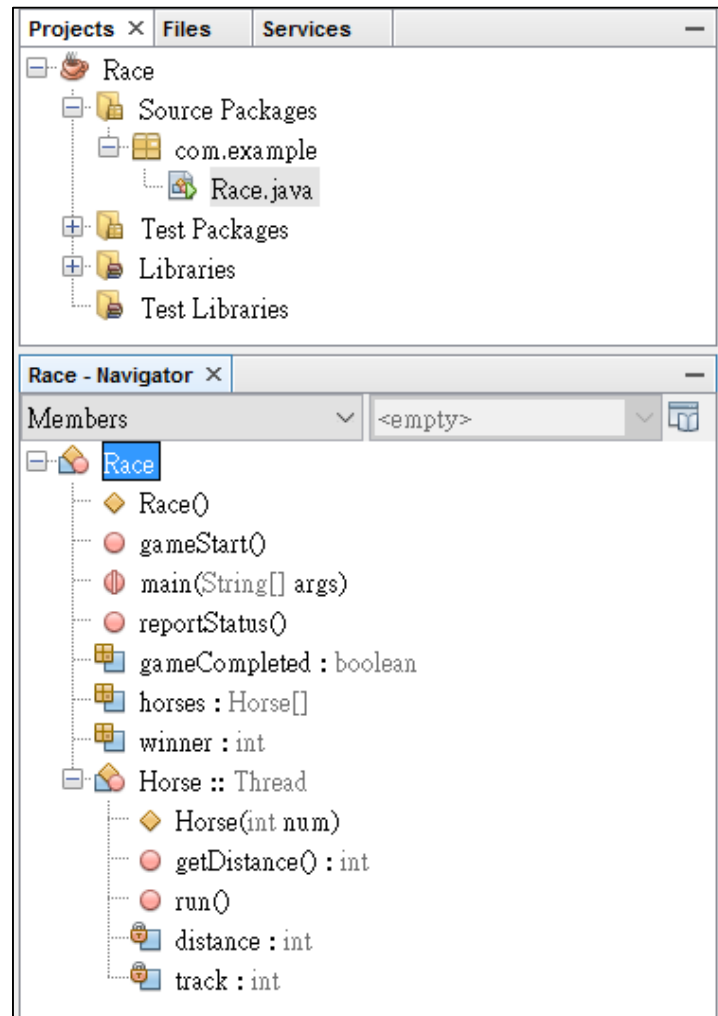 Projects × Files Services
Race
Source Packages
com.example
Race.java
Test Packages
Libraries
Test Libraries
Race - Navigator ×
Members <empty>
Race
Race()
gameStart()
main(String[] args)
reportStatus()
gameCompleted : boolean
horses : Horse[]
winner : int
Horse :: Thread
Horse(int num)
getDistance() : int
run()
distance : int
track : int